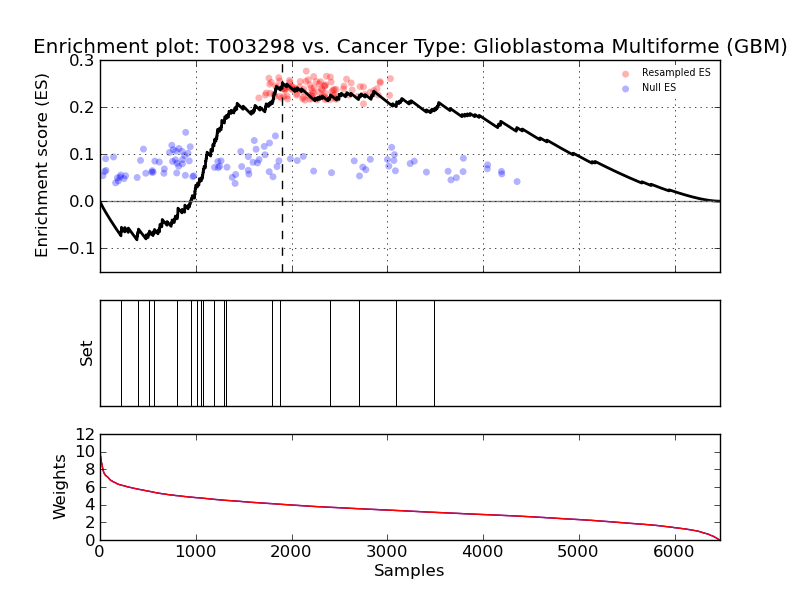 Enrichment plot: T003298 vs. Cancer Type: Glioblastoma Multiforme (GBM)
Enrichment score (ES)
0.3
0.2
0.1
0.0
−0.1
Resampled ES
Null ES
Set
Weights
12
10
8
6
4
2
0
0 1000 2000 3000 4000 5000 6000
Samples